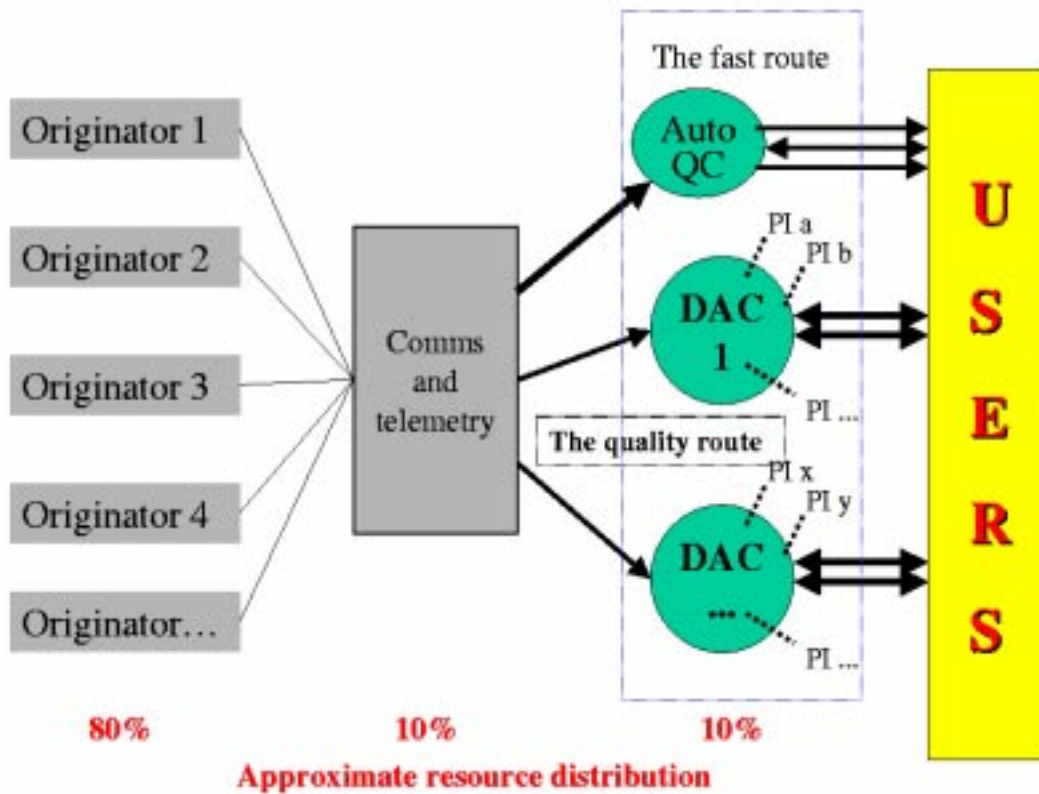 The fast route
Originator 1
Originator 2
Originator 3
Originator 4
Originator…
Comms
and
telemetry
Auto
QC
PI a
PI b
DAC
1
PI ...
The quality route
PI x
PI y
DAC
...
PI ...
USERS
80%
10%
10%
Approximate resource distribution